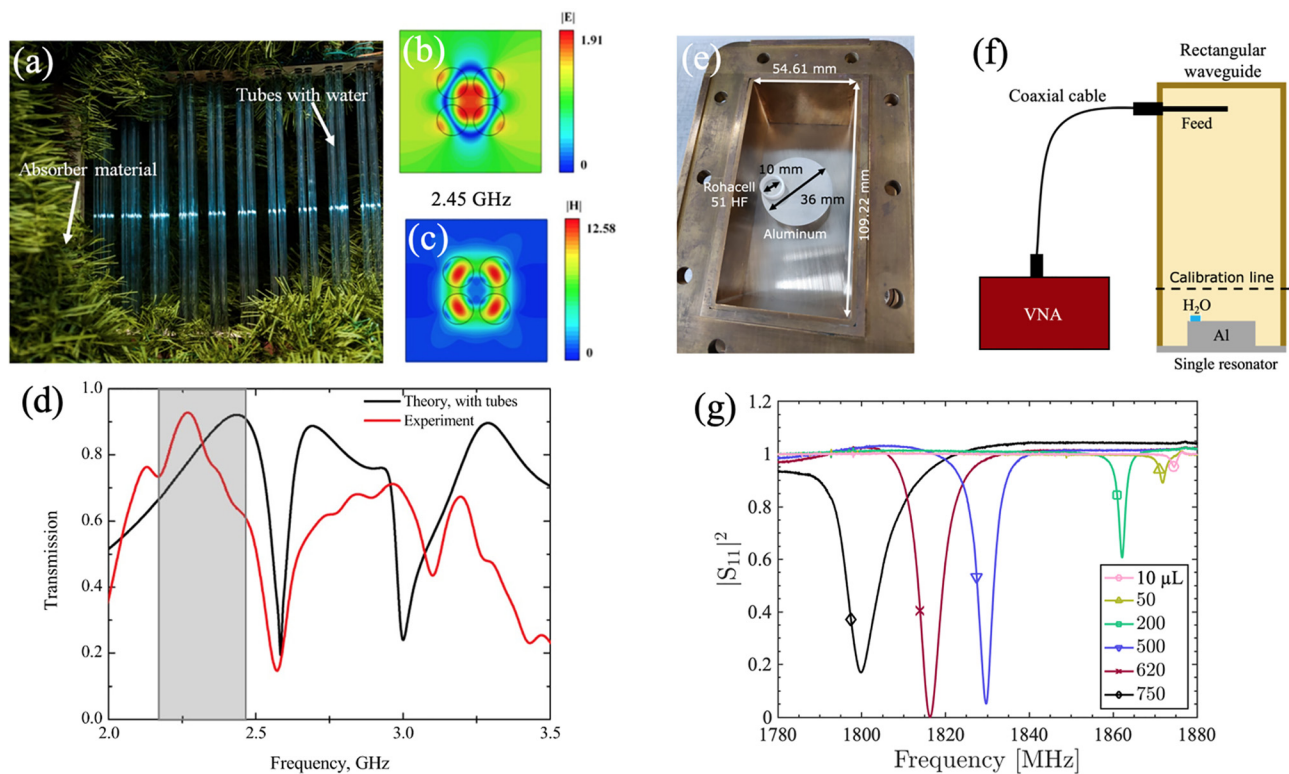 (a)
Tubes with water
Absorber material
|E|
1.91
(b)
0
2.45 GHz
|H|
12.58
(c)
0
(d)
Theory, with tubes
Experiment
Transmission
1.0
0.8
0.6
0.4
0.2
0.0
2.0 2.5 3.0 3.5
Frequency, GHz
(e)
54.61 mm
10 mm
Rohacell
51 HF
36 mm
Aluminum
109.22 mm
(f)
Rectangular
waveguide
Coaxial cable
Feed
Calibration line
H₂O
VNA
Al
Single resonator
(g)
|S₁₁|²
1.2
1
0.8
0.6
0.4
0.2
0
10 µL
50
200
500
620
750
1780 1800 1820 1840 1860 1880
Frequency [MHz]